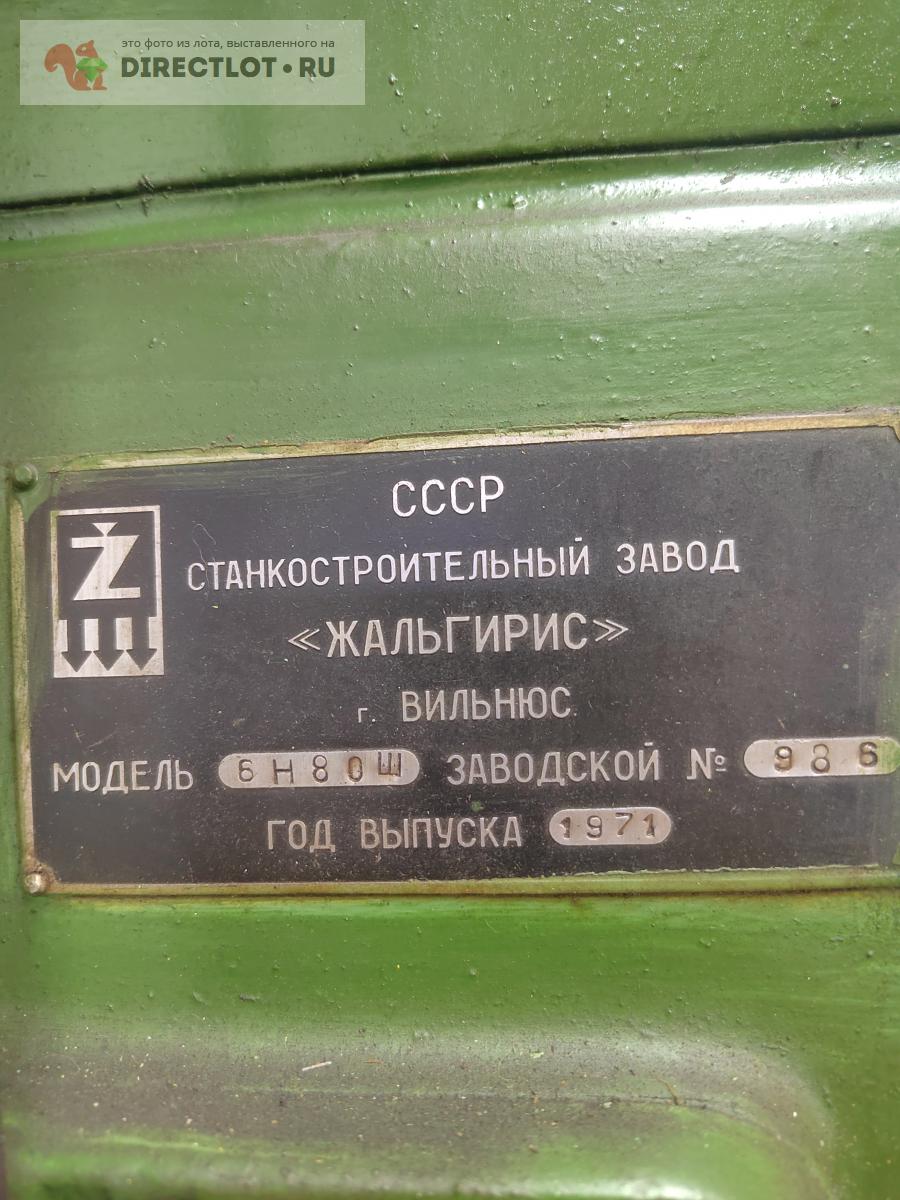 это фото из лота, выставленного на
DIRECTLOT.RU
СССР
СТАНКОСТРОИТЕЛЬНЫЙ ЗАВОД
«ЖАЛЬГИРИС»
г. ВИЛЬНЮС
МОДЕЛЬ 6Н80Ш ЗАВОДСКОЙ № 986
ГОД ВЫПУСКА 1971
Ž